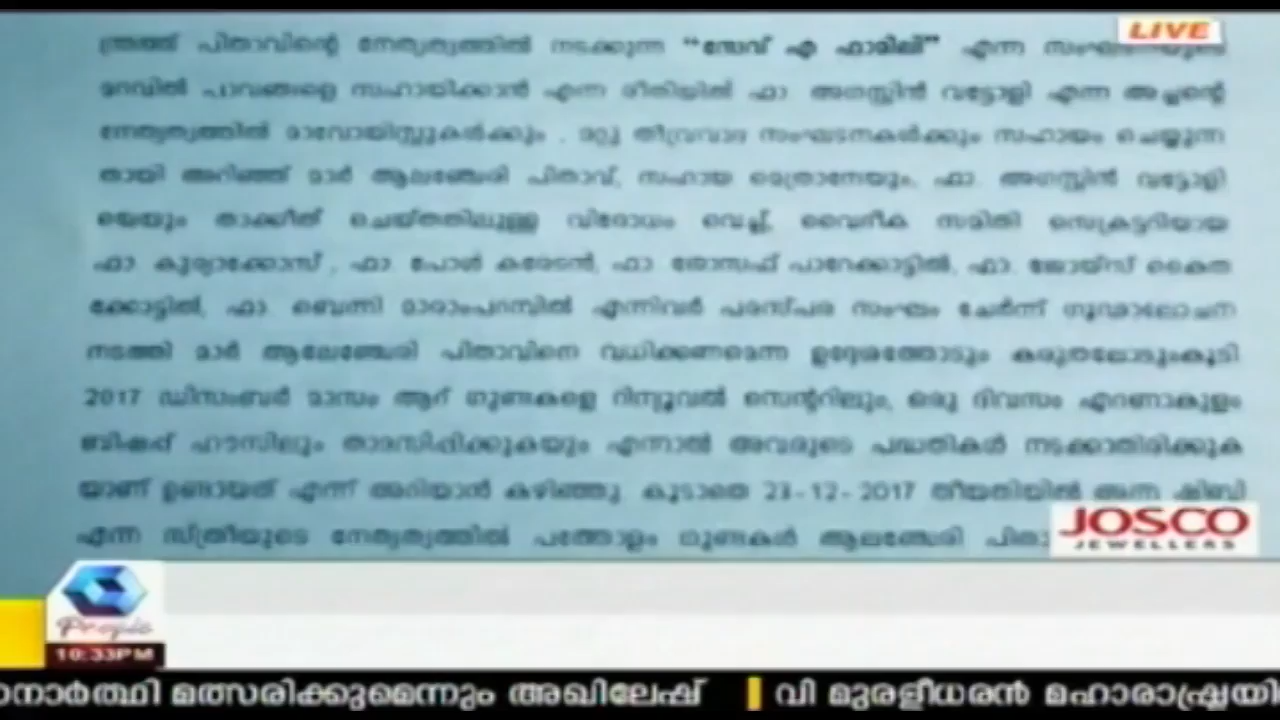 LIVE
പിതാവിന്റെ നേതൃത്വത്തിൽ നടക്കുന്ന “സേവ് എ ഫാമിലി” എന്ന
മറവിൽ പാവങ്ങളെ സഹായിക്കാൻ എന്ന രീതിയിൽ ഫാ. അഗസ്റ്റിൻ വട്ടോളി എന്ന അച്ചന്റെ
നേതൃത്വത്തിൽ മാവോയിസ്റ്റുകൾക്കും , മറ്റു തീവ്രവാദ സംഘടനകൾക്കും സഹായം ചെയ്യുന്ന
തായി അറിഞ്ഞ് മാർ ആലഞ്ചേരി പിതാവ്, സഹായ മെത്രാനേയും, ഫാ. അഗസ്റ്റിൻ വട്ടോളി
യെയും താക്കീത് ചെയ്തതിലുള്ള വിരോധം വെച്ച്, വൈദീക സമിതി സെക്രട്ടറിയായ
ഫാ. കുര്യാക്കോസ് , ഫാ. പോൾ കരേടൻ, ഫാ. ജോസഫ് പാറേക്കാട്ടിൽ, ഫാ. ജോയ്സ് കൈത
ക്കോട്ടിൽ, ഫാ. ബെന്നി മാരാംപറമ്പിൽ എന്നിവർ പരസ്പര സംഘം ചേർന്ന് ഗൂഢാലോചന
നടത്തി മാർ ആലേഞ്ചേരി പിതാവിനെ വധിക്കണമെന്ന ഉദ്ദേശത്തോടും കരുതലോടുംകൂടി
2017 ഡിസംബർ മാസം ആറ് ഗുണ്ടകളെ റിന്യൂവൽ സെന്ററിലും, ഒരു ദിവസം എറണാകുളം
ബിഷപ്പ് ഹൗസിലും താമസിപ്പിക്കുകയും എന്നാൽ അവരുടെ പദ്ധതികൾ നടക്കാതിരിക്കുക
യാണ് ഉണ്ടായത് എന്ന് അറിയാൻ കഴിഞ്ഞു. കൂടാതെ 23-12-2017 തീയതിയിൽ അന്ന ഷിബി
എന്ന സ്ത്രീയുടെ നേതൃത്വത്തിൽ പത്തോളം ഗുണ്ടകൾ ആലഞ്ചേരി
JOSCO
JEWELLERS
People
10:33PM
നാർത്ഥി മത്സരിക്കുമെന്നും അഖിലേഷ് വി മുരളീധരൻ മഹാരാഷ്ട്രയി